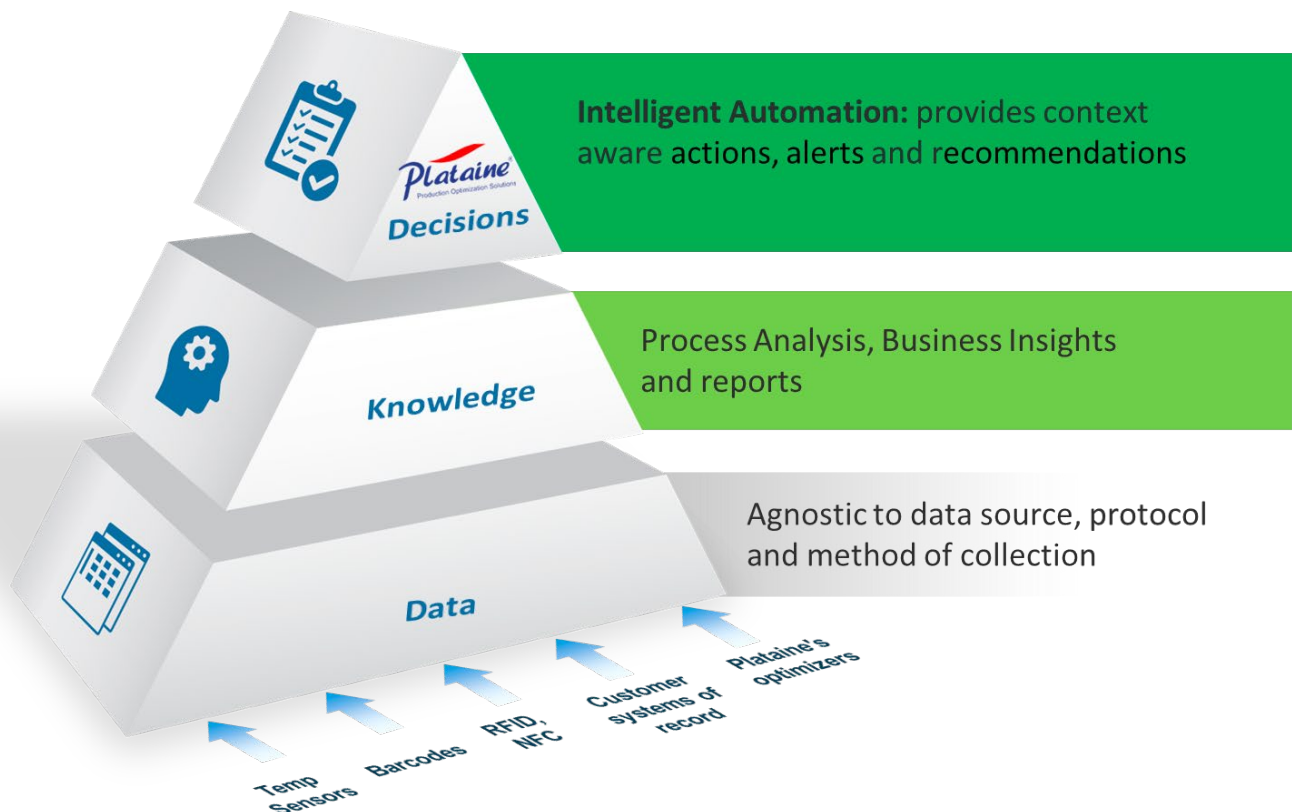 Intelligent Automation: provides context
aware actions, alerts and recommendations
Plataine®
Production Optimization Solutions
Decisions
Process Analysis, Business Insights
and reports
Knowledge
Agnostic to data source, protocol
and method of collection
Data
Temp
Sensors
Barcodes
RFID,
NFC
Customer
systems of
record
Plataine's
optimizers